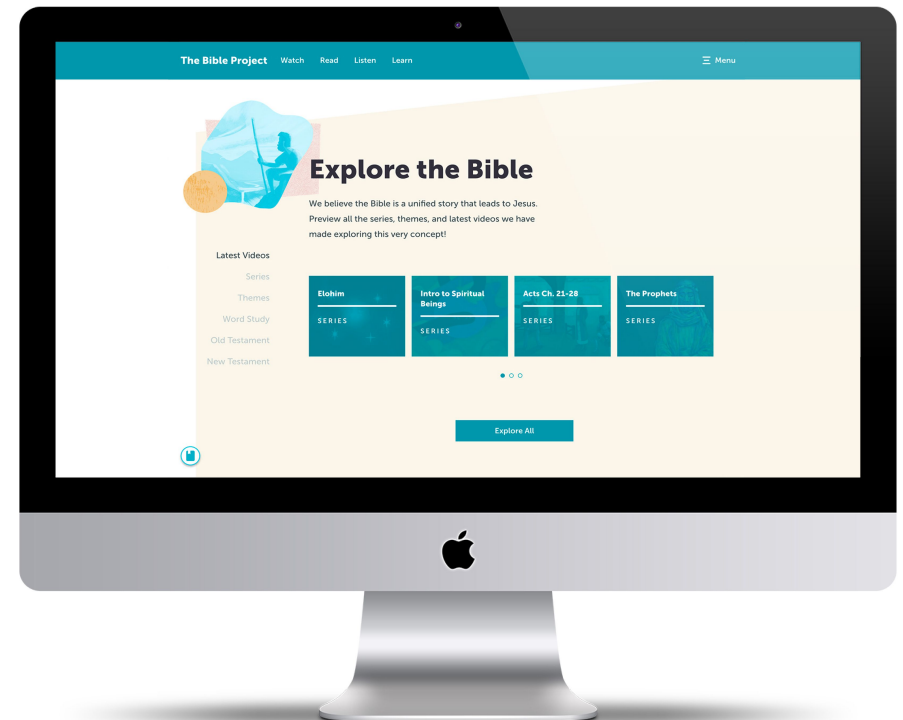 The Bible Project Watch Read Listen Learn Menu
Explore the Bible
We believe the Bible is a unified story that leads to Jesus.
Preview all the series, themes, and latest videos we have
made exploring this very concept!
Latest Videos
Series
Themes
Word Study
Old Testament
New Testament
Elohim
SERIES
Intro to Spiritual
Beings
SERIES
Acts Ch. 21-28
SERIES
The Prophets
SERIES
Explore All